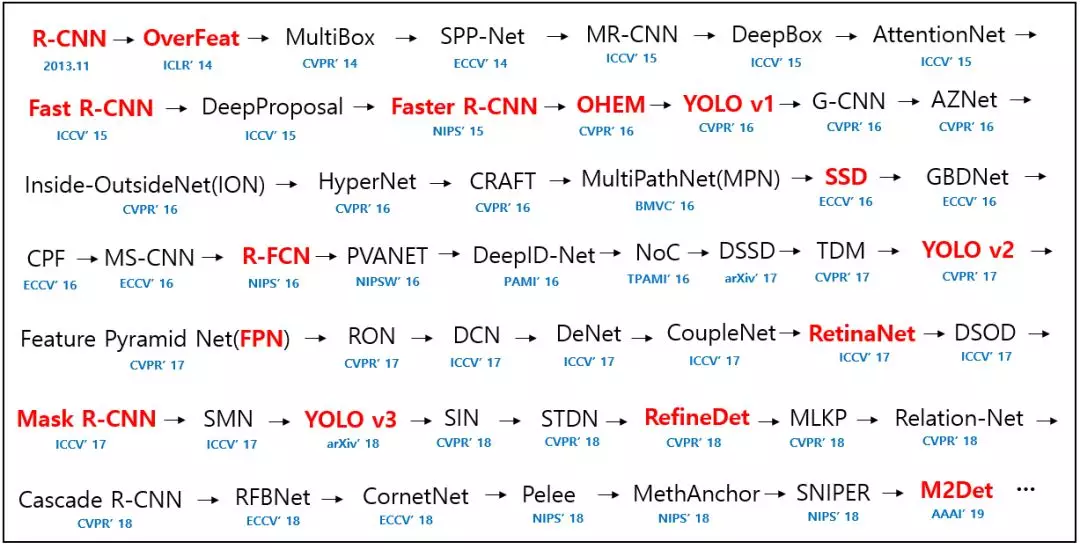 R-CNN → OverFeat → MultiBox → SPP-Net → MR-CNN → DeepBox → AttentionNet →
2013.11 ICLR' 14 CVPR' 14 ECCV' 14 ICCV' 15 ICCV' 15 ICCV' 15
Fast R-CNN → DeepProposal → Faster R-CNN → OHEM → YOLO v1 → G-CNN → AZNet →
ICCV' 15 ICCV' 15 NIPS' 15 CVPR' 16 CVPR' 16 CVPR' 16 CVPR' 16
Inside-OutsideNet(ION) → HyperNet → CRAFT → MultiPathNet(MPN) → SSD → GBDNet →
CVPR' 16 CVPR' 16 CVPR' 16 BMVC' 16 ECCV' 16 ECCV' 16
CPF → MS-CNN → R-FCN → PVANET → DeepID-Net → NoC → DSSD → TDM → YOLO v2 →
ECCV' 16 ECCV' 16 NIPS' 16 NIPSW' 16 PAMI' 16 TPAMI' 16 arXiv' 17 CVPR' 17 CVPR' 17
Feature Pyramid Net(FPN) → RON → DCN → DeNet → CoupleNet → RetinaNet → DSOD →
CVPR' 17 CVPR' 17 ICCV' 17 ICCV' 17 ICCV' 17 ICCV' 17 ICCV' 17
Mask R-CNN → SMN → YOLO v3 → SIN → STDN → RefineDet → MLKP → Relation-Net →
ICCV' 17 ICCV' 17 arXiv' 18 CVPR' 18 CVPR' 18 CVPR' 18 CVPR' 18 CVPR' 18
Cascade R-CNN → RFBNet → CornetNet → Pelee → MethAnchor → SNIPER → M2Det ···
CVPR' 18 ECCV' 18 ECCV' 18 NIPS' 18 NIPS' 18 NIPS' 18 AAAI' 19